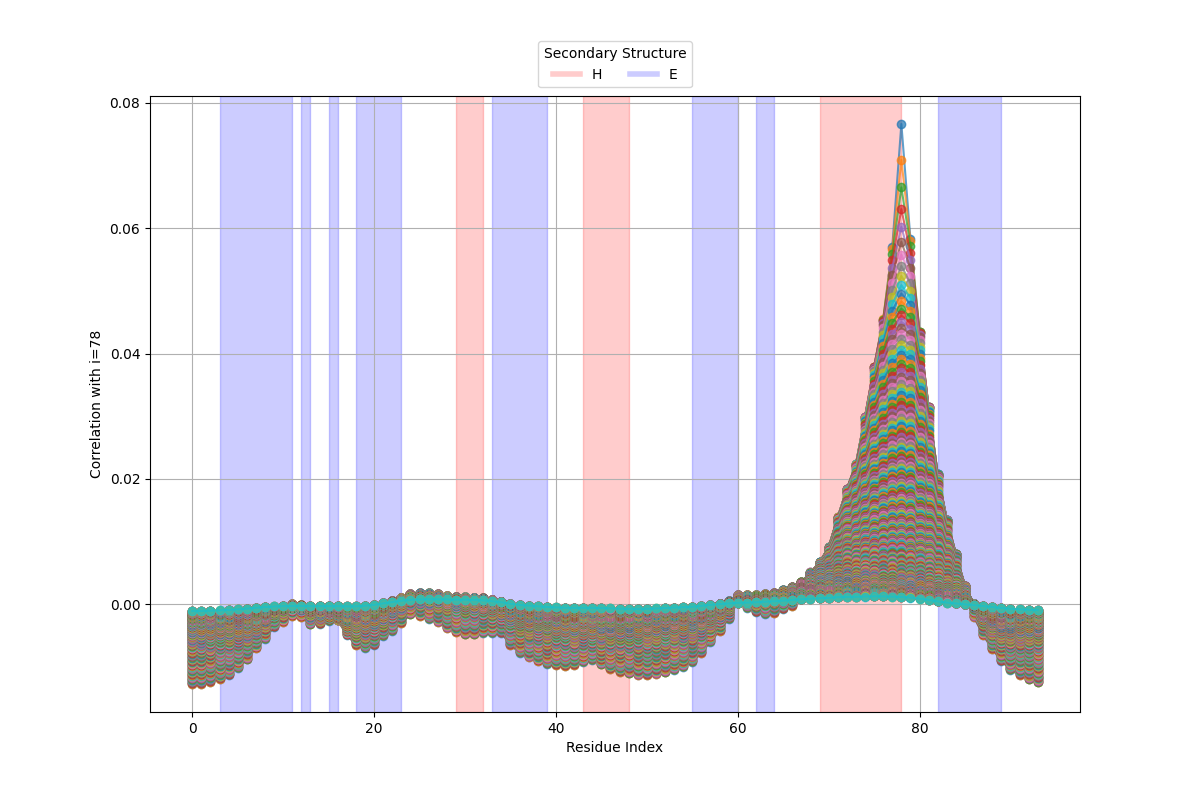 Secondary Structure
H E
0.08
0.06
0.04
0.02
0.00
Correlation with i=78
0 20 40 60 80
Residue Index